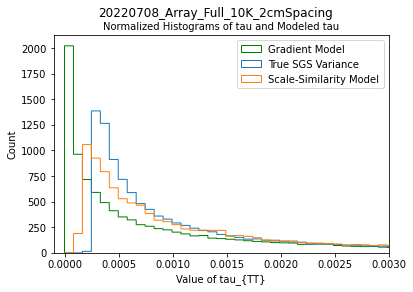 20220708_Array_Full_10K_2cmSpacing
Normalized Histograms of tau and Modeled tau
Gradient Model
True SGS Variance
Scale-Similarity Model
Count
2000
1750
1500
1250
1000
750
500
250
0
0.0000 0.0005 0.0010 0.0015 0.0020 0.0025 0.0030
Value of tau_{TT}